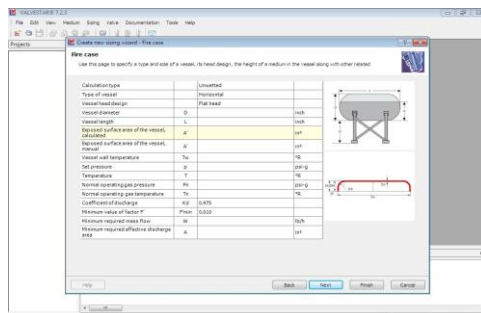 VALVESTAR® 7.2.3
File Edit View Medium Sizing Valve Documentation Tools Help
Projects
Create new sizing wizard - Fire case
Fire case
Use this page to specify a type and size of a vessel, its head design, the height of a medium in the vessel along with other related
Calculation type Unwetted
Type of vessel Horizontal
Vessel head design Flat head
Vessel diameter D inch
Vessel length L inch
Exposed surface area of the vessel, calculated A' in²
Exposed surface area of the vessel, manual A' in²
Vessel wall temperature Tw °R
Set pressure p psi-g
Temperature T °R
Normal operating gas pressure Pn psi-g
Normal operating gas temperature Tn °R
Coefficient of discharge Kd 0.975
Minimum value of factor F' F'min 0.010
Minimum required mass flow W lb/h
Minimum required effective discharge area A in²
Help
Back Next Finish Cancel